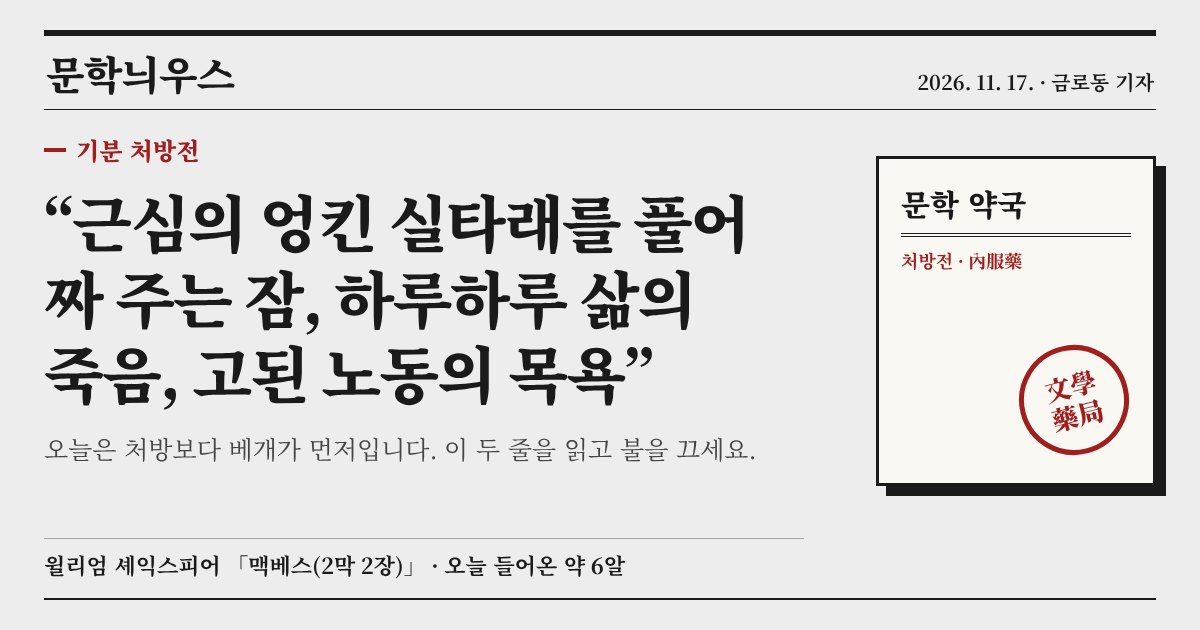 문학늬우스
2026. 11. 17. · 금로동 기자
기분 처방전
“근심의 엉킨 실타래를 풀어
짜 주는 잠, 하루하루 삶의
죽음, 고된 노동의 목욕”
오늘은 처방보다 베개가 먼저입니다. 이 두 줄을 읽고 불을 끄세요.
윌리엄 셰익스피어 「맥베스(2막 2장)」 · 오늘 들어온 약 6알
문학 약국
처방전 · 內服藥
文學
藥局